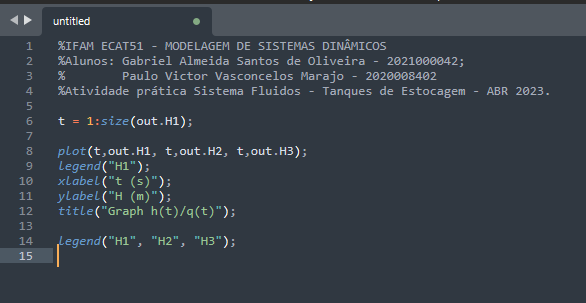 untitled
1 %IFAM ECAT51 - MODELAGEM DE SISTEMAS DINÂMICOS
2 %Alunos: Gabriel Almeida Santos de Oliveira - 2021000042;
3 %        Paulo Victor Vasconcelos Marajo - 2020008402
4 %Atividade prática Sistema Fluidos - Tanques de Estocagem - ABR 2023.
5
6 t = 1:size(out.H1);
7
8 plot(t,out.H1, t,out.H2, t,out.H3);
9 legend("H1");
10 xlabel("t (s)");
11 ylabel("H (m)");
12 title("Graph h(t)/q(t)");
13
14 legend("H1", "H2", "H3");
15